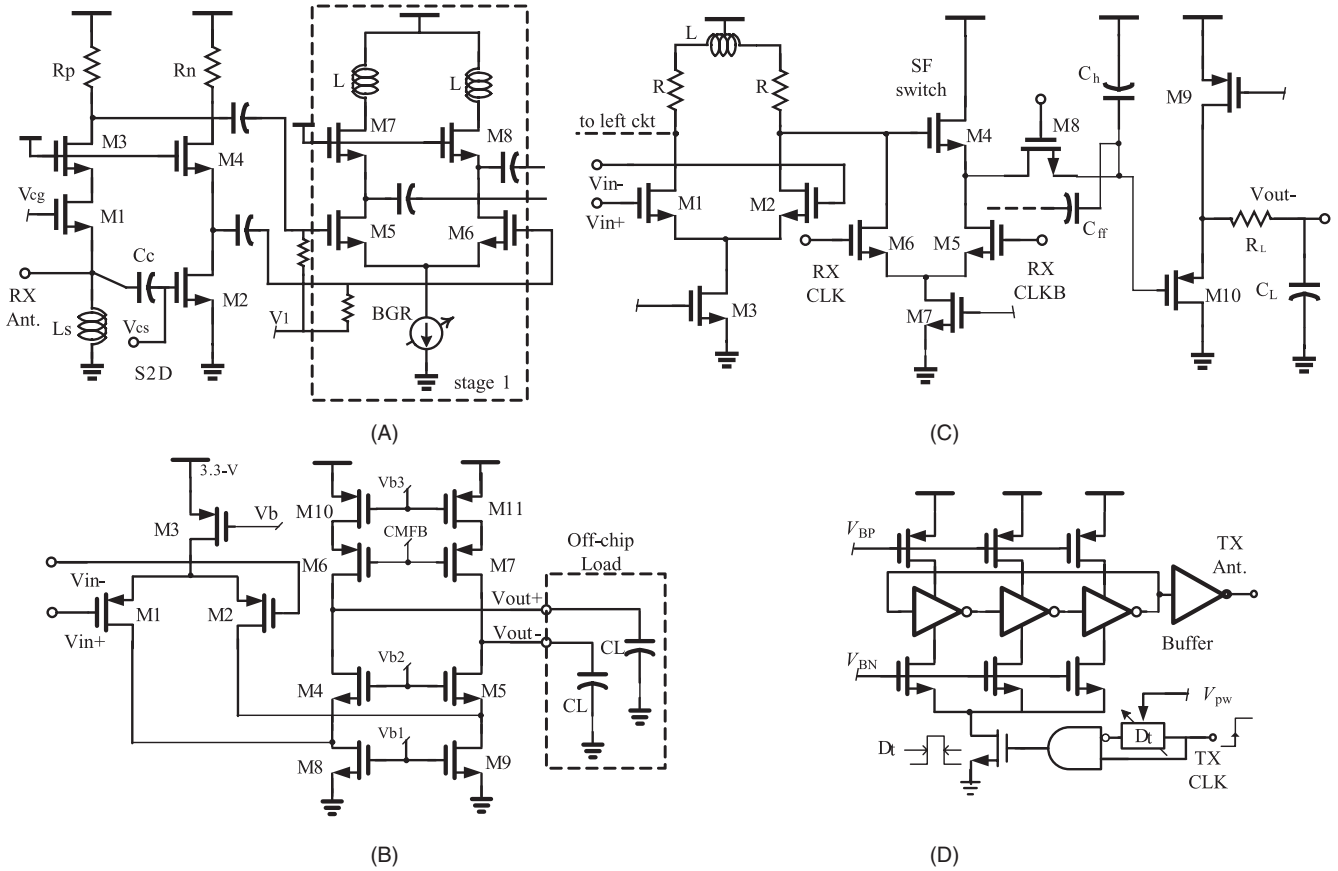 Rp
Rn
L
L
M3
M4
M7
M8
Vcg
M1
M5
M6
RX
Ant.
Cc
M2
Ls
Vcs
S2D
V1
BGR
stage 1
(A)
L
R
R
SF
switch
Ch
M9
to left ckt
M4
M8
Vin-
Vin+
M1
M2
Cff
Vout-
RL
M6
M5
RX
CLK
RX
CLKB
M10
CL
M3
M7
(C)
3.3-V
M3
Vb
M10
Vb3
M11
CMFB
M6
M7
Off-chip
Load
Vin-
M1
M2
Vin+
Vout+
Vout-
CL
CL
Vb2
M4
M5
Vb1
M8
M9
(B)
VBP
TX
Ant.
Buffer
VBN
Vpw
Dt
Dt
TX
CLK
(D)